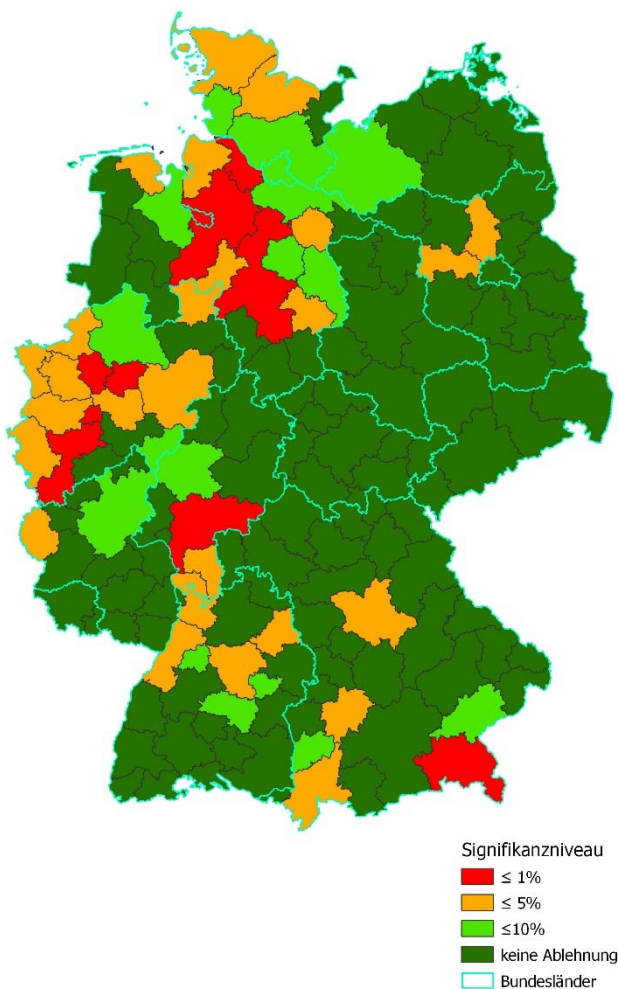 Signifikanzniveau
≤ 1%
≤ 5%
≤10%
keine Ablehnung
Bundesländer